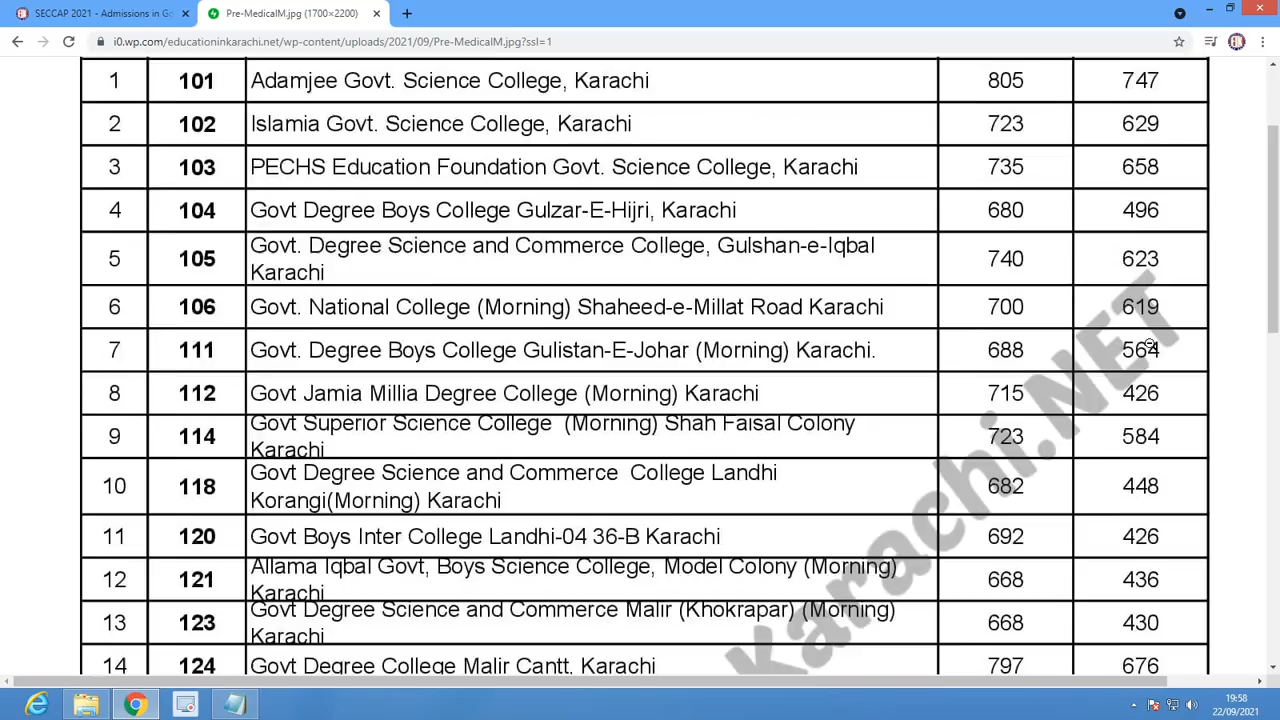 SECCAP 2021 - Admissions in Go
Pre-MedicalM.jpg (1700×2200)
i0.wp.com/educationinkarachi.net/wp-content/uploads/2021/09/Pre-MedicalM.jpg?ssl=1
1 101 Adamjee Govt. Science College, Karachi 805 747
2 102 Islamia Govt. Science College, Karachi 723 629
3 103 PECHS Education Foundation Govt. Science College, Karachi 735 658
4 104 Govt Degree Boys College Gulzar-E-Hijri, Karachi 680 496
5 105 Govt. Degree Science and Commerce College, Gulshan-e-Iqbal 740 623
Karachi
6 106 Govt. National College (Morning) Shaheed-e-Millat Road Karachi 700 619
7 111 Govt. Degree Boys College Gulistan-E-Johar (Morning) Karachi. 688 564
8 112 Govt Jamia Millia Degree College (Morning) Karachi 715 426
9 114 Govt Superior Science College (Morning) Shah Faisal Colony 723 584
Karachi
10 118 Govt Degree Science and Commerce College Landhi 682 448
Korangi(Morning) Karachi
11 120 Govt Boys Inter College Landhi-04 36-B Karachi 692 426
12 121 Allama Iqbal Govt, Boys Science College, Model Colony (Morning) 668 436
Karachi
13 123 Govt Degree Science and Commerce Malir (Khokrapar) (Morning) 668 430
Karachi
14 124 Govt Degree College Malir Cantt, Karachi 797 676
Karachi.NET
19:58
22/09/2021